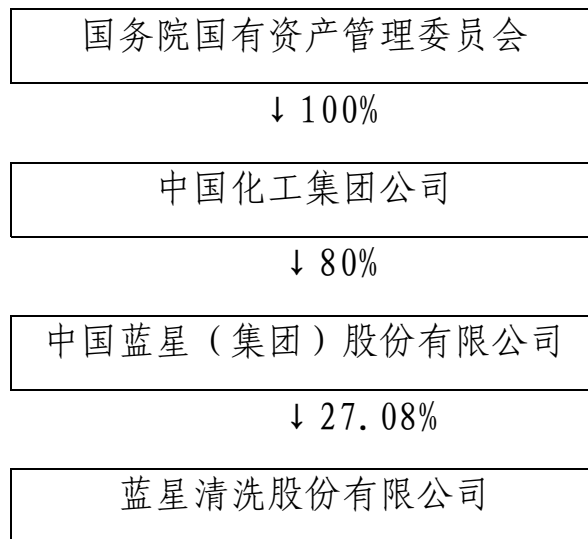 国务院国有资产管理委员会
↓ 100%
中国化工集团公司
↓ 80%
中国蓝星（集团）股份有限公司
↓ 27.08%
蓝星清洗股份有限公司